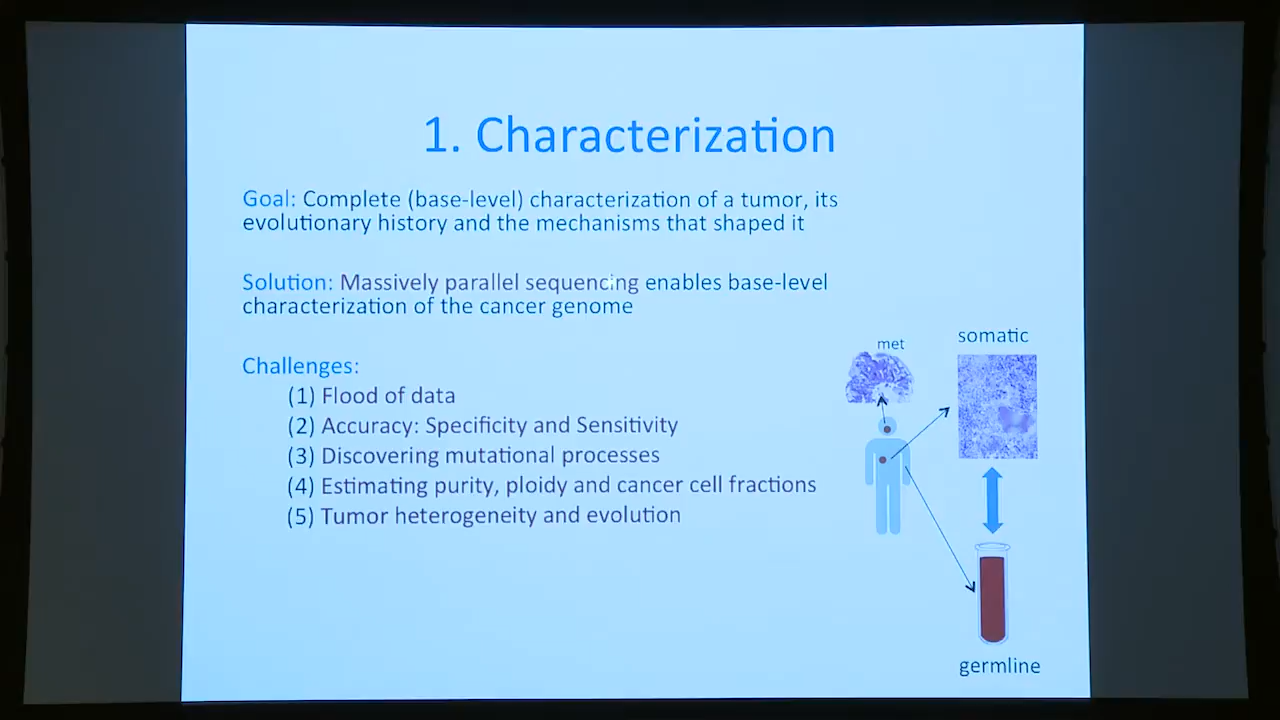 1. Characterization
Goal: Complete (base-level) characterization of a tumor, its
evolutionary history and the mechanisms that shaped it
Solution: Massively parallel sequencing enables base-level
characterization of the cancer genome
Challenges:
(1) Flood of data
(2) Accuracy: Specificity and Sensitivity
(3) Discovering mutational processes
(4) Estimating purity, ploidy and cancer cell fractions
(5) Tumor heterogeneity and evolution
met
somatic
germline